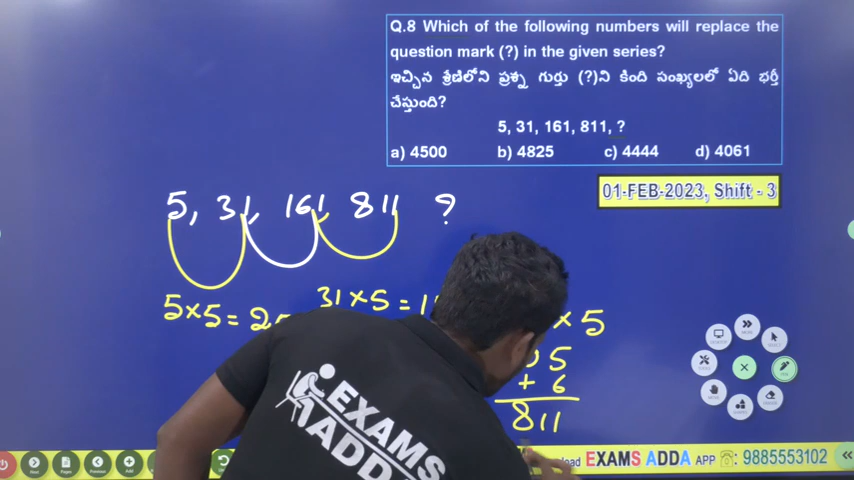 Q.8 Which of the following numbers will replace the
question mark (?) in the given series?
ఇచ్చిన శ్రేణిలోని ప్రశ్న గుర్తు (?)ని కింది సంఖ్యలలో ఏది భర్తీ
చేస్తుంది?
5, 31, 161, 811, ?
a) 4500 b) 4825 c) 4444 d) 4061
01-FEB-2023, Shift - 3
5, 31, 161, 811 ?
5×5=
31×5=
×5
5
+ 6
811
EXAMS
ADDA
EXAMS ADDA APP ☎: 9885553102